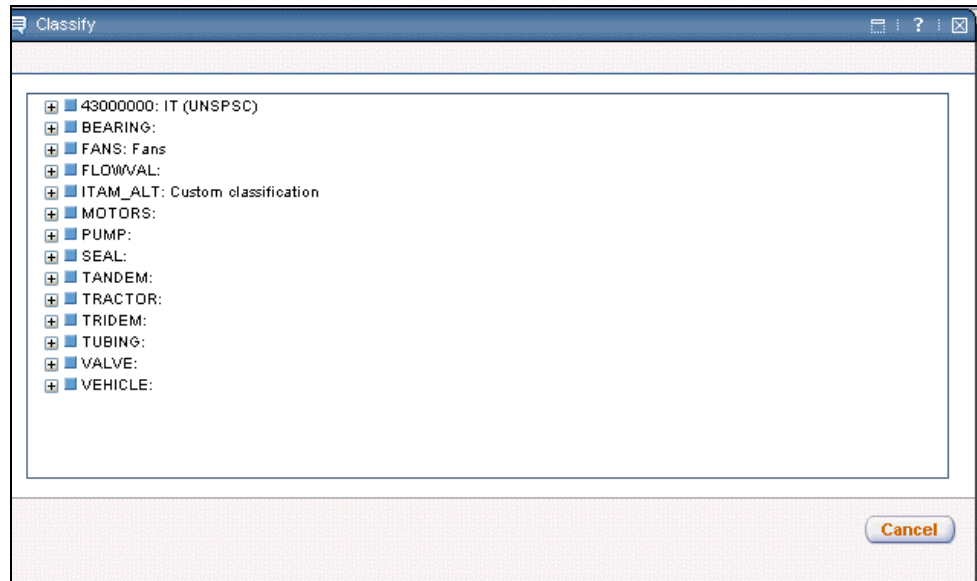 Classify
?
43000000: IT (UNSPSC)
BEARING:
FANS: Fans
FLOWVAL:
ITAM_ALT: Custom classification
MOTORS:
PUMP:
SEAL:
TANDEM:
TRACTOR:
TRIDEM:
TUBING:
VALVE:
VEHICLE:
Cancel